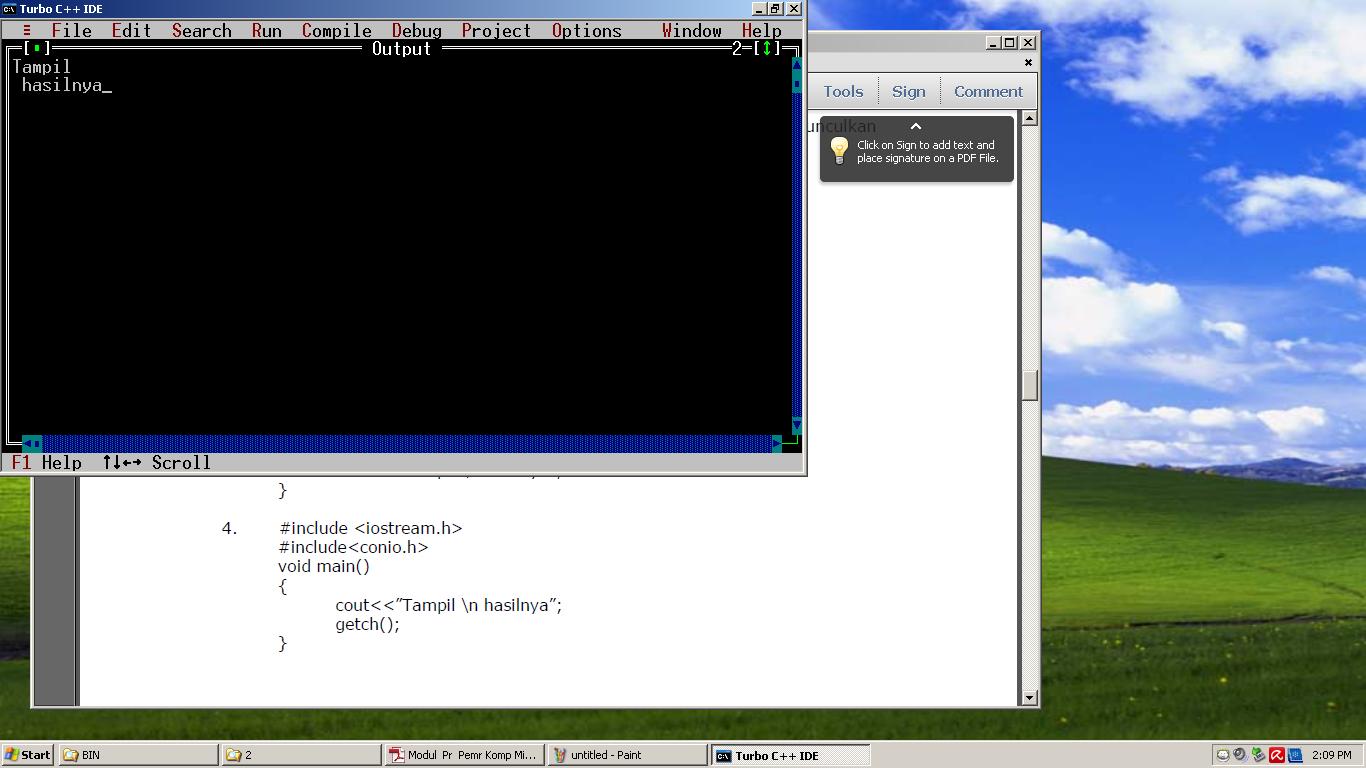 Turbo C++ IDE
≡ File Edit Search Run Compile Debug Project Options Window Help
Output 2
Tampil
hasilnya_
F1 Help ↑↓←→ Scroll
Tools Sign Comment
Click on Sign to add text and
place signature on a PDF File.
}
4. #include <iostream.h>
#include<conio.h>
void main()
{
cout<<”Tampil \n hasilnya”;
getch();
}
Start BIN 2 Modul Pr Pemr Komp Mi... untitled - Paint Turbo C++ IDE 2:09 PM